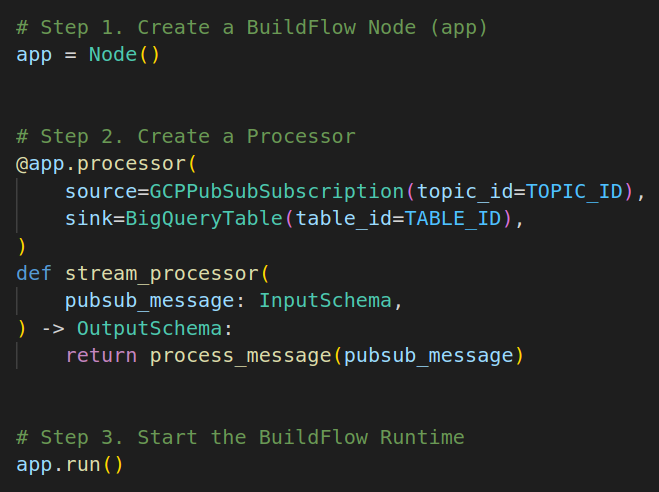 # Step 1. Create a BuildFlow Node (app)
app = Node()
# Step 2. Create a Processor
@app.processor(
    source=GCPPubSubSubscription(topic_id=TOPIC_ID),
    sink=BigQueryTable(table_id=TABLE_ID),
)
def stream_processor(
    pubsub_message: InputSchema,
) -> OutputSchema:
    return process_message(pubsub_message)
# Step 3. Start the BuildFlow Runtime
app.run()